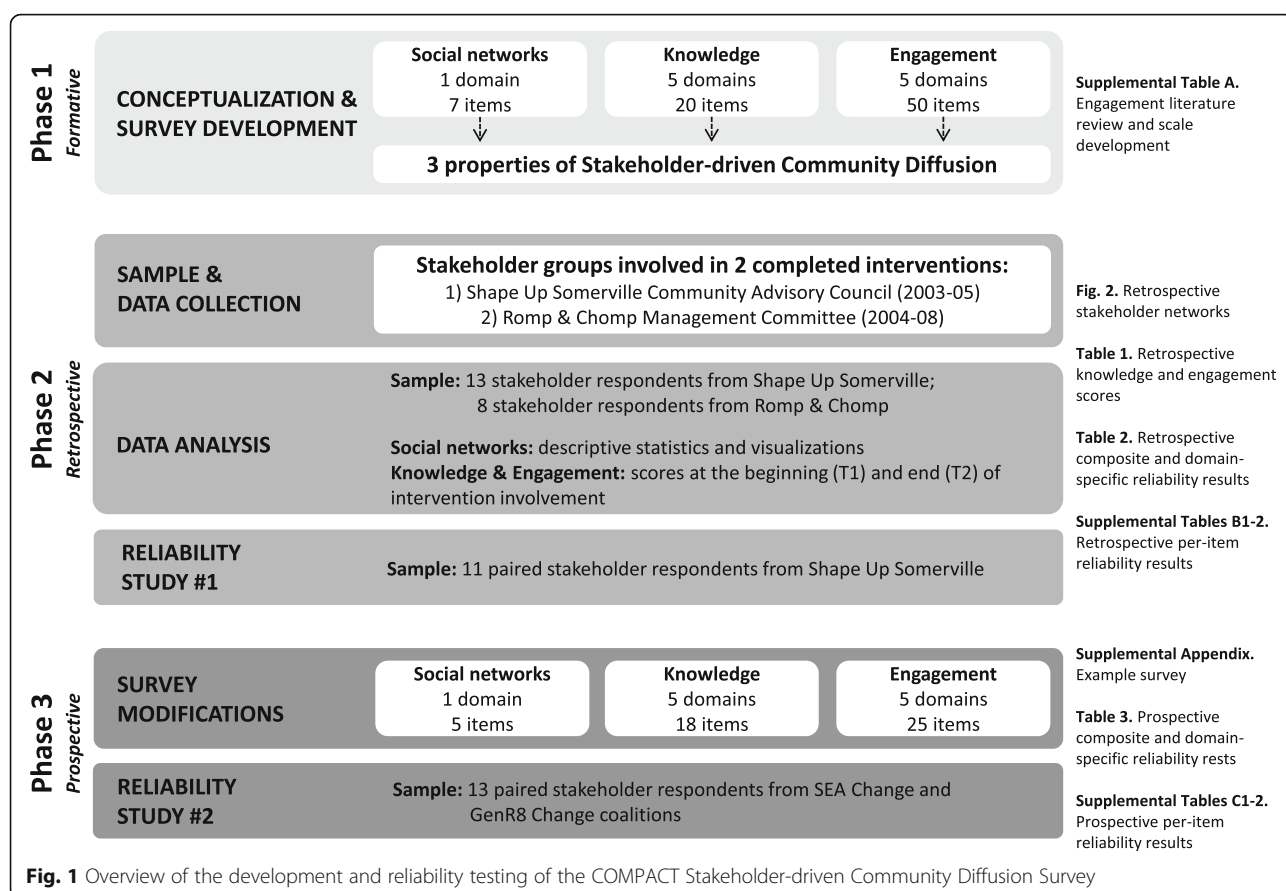 Phase 1
Formative
CONCEPTUALIZATION &
SURVEY DEVELOPMENT
Social networks
1 domain
7 items
Knowledge
5 domains
20 items
Engagement
5 domains
50 items
3 properties of Stakeholder-driven Community Diffusion
Supplemental Table A.
Engagement literature
review and scale
development
Phase 2
Retrospective
SAMPLE &
DATA COLLECTION
Stakeholder groups involved in 2 completed interventions:
1) Shape Up Somerville Community Advisory Council (2003-05)
2) Romp & Chomp Management Committee (2004-08)
DATA ANALYSIS
Sample: 13 stakeholder respondents from Shape Up Somerville;
8 stakeholder respondents from Romp & Chomp
Social networks: descriptive statistics and visualizations
Knowledge & Engagement: scores at the beginning (T1) and end (T2) of
intervention involvement
RELIABILITY
STUDY #1
Sample: 11 paired stakeholder respondents from Shape Up Somerville
Fig. 2. Retrospective
stakeholder networks
Table 1. Retrospective
knowledge and engagement
scores
Table 2. Retrospective
composite and domain-
specific reliability results
Supplemental Tables B1-2.
Retrospective per-item
reliability results
Phase 3
Prospective
SURVEY
MODIFICATIONS
Social networks
1 domain
5 items
Knowledge
5 domains
18 items
Engagement
5 domains
25 items
RELIABILITY
STUDY #2
Sample: 13 paired stakeholder respondents from SEA Change and
GenR8 Change coalitions
Supplemental Appendix.
Example survey
Table 3. Prospective
composite and domain-
specific reliability rests
Supplemental Tables C1-2.
Prospective per-item
reliability results
Fig. 1 Overview of the development and reliability testing of the COMPACT Stakeholder-driven Community Diffusion Survey